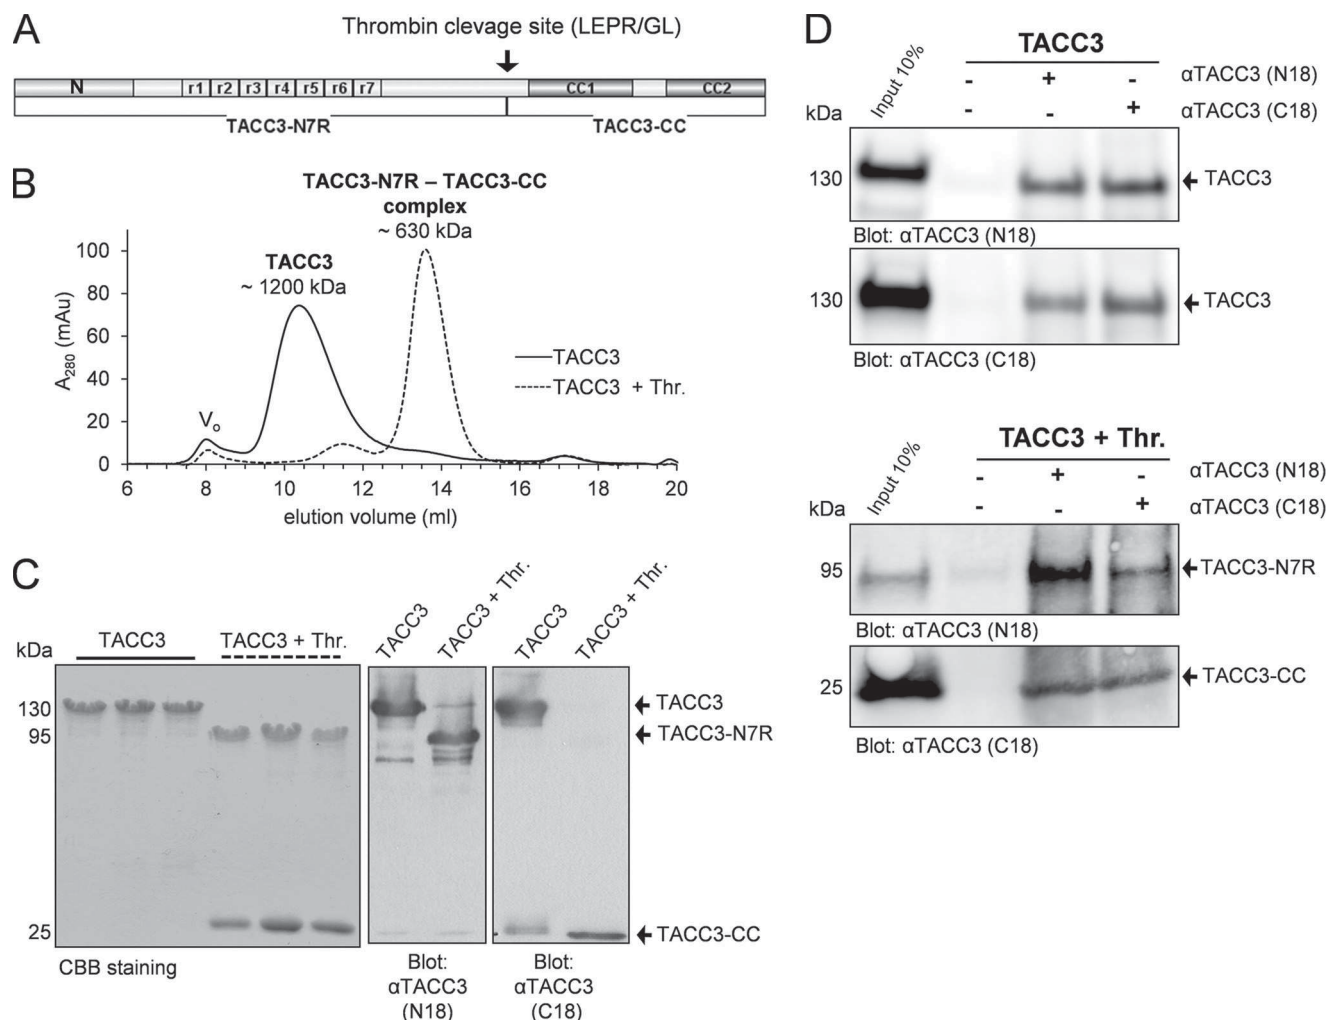 A
Thrombin clevage site (LEPR/GL)
N r1 r2 r3 r4 r5 r6 r7 CC1 CC2
TACC3-N7R TACC3-CC
B
TACC3-N7R – TACC3-CC
complex
~ 630 kDa
TACC3
~ 1200 kDa
A280 (mAu)
100
80
60
40
20
0
Vo
TACC3
TACC3 + Thr.
6 8 10 12 14 16 18 20
elution volume (ml)
C
kDa
TACC3 TACC3 + Thr.
TACC3 TACC3 + Thr. TACC3 TACC3 + Thr.
130
95
25
TACC3
TACC3-N7R
TACC3-CC
CBB staining
Blot:
αTACC3
(N18)
Blot:
αTACC3
(C18)
D
TACC3
Input 10%
- + - αTACC3 (N18)
kDa - - + αTACC3 (C18)
130 TACC3
Blot: αTACC3 (N18)
130 TACC3
Blot: αTACC3 (C18)
TACC3 + Thr.
Input 10%
- + - αTACC3 (N18)
kDa - - + αTACC3 (C18)
95 TACC3-N7R
Blot: αTACC3 (N18)
25 TACC3-CC
Blot: αTACC3 (C18)